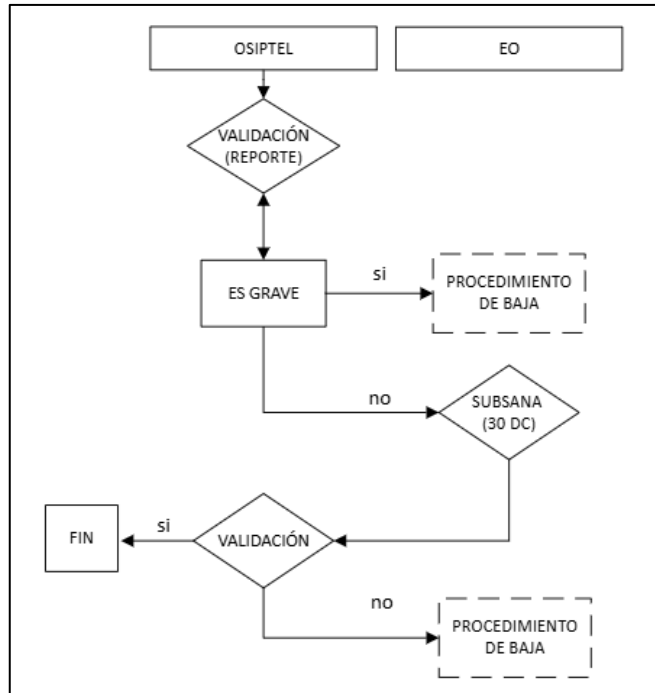 OSIPTEL
EO
VALIDACIÓN
(REPORTE)
ES GRAVE
si
PROCEDIMIENTO
DE BAJA
no
SUBSANA
(30 DC)
FIN
si
VALIDACIÓN
no
PROCEDIMIENTO
DE BAJA